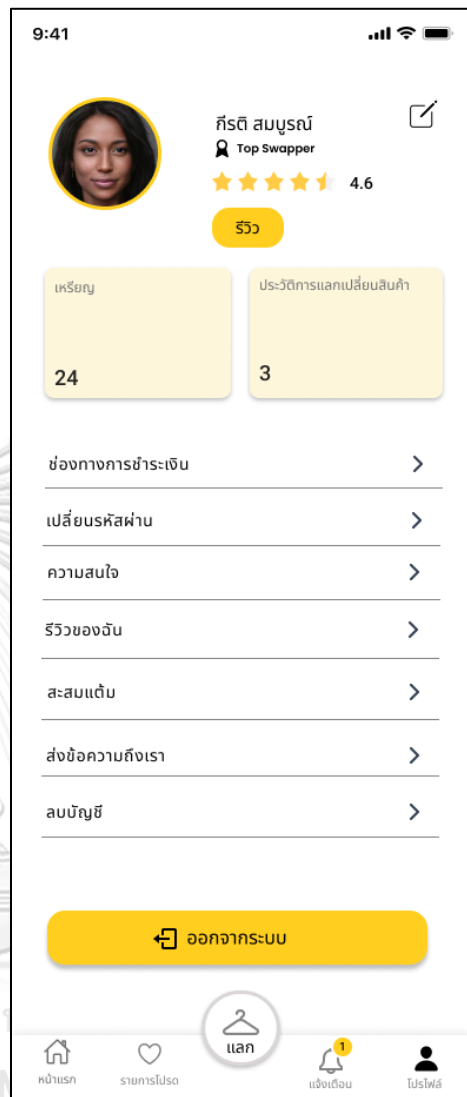 9:41
กีรติ สมบูรณ์
Top Swapper
4.6
รีวิว
เหรียญ
ประวัติการแลกเปลี่ยนสินค้า
24
3
ช่องทางการชำระเงิน
เปลี่ยนรหัสผ่าน
ความสนใจ
รีวิวของฉัน
สะสมแต้ม
ส่งข้อความถึงเรา
ลบบัญชี
ออกจากระบบ
แลก
1
หน้าแรก
รายการโปรด
แจ้งเตือน
โปรไฟล์